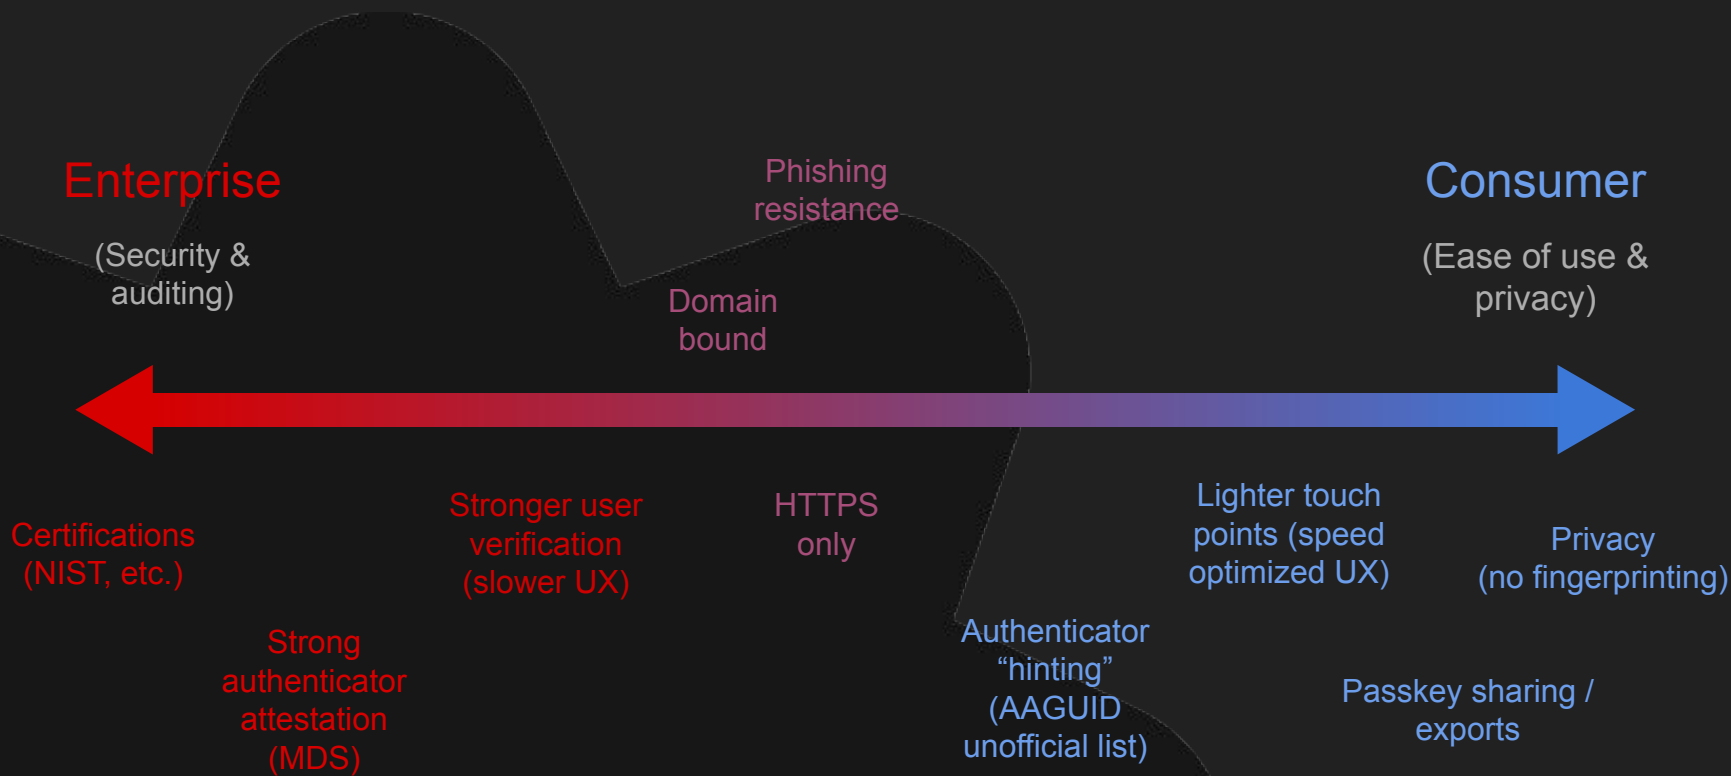 Enterprise
(Security &
auditing)
Phishing
resistance
Domain
bound
Consumer
(Ease of use &
privacy)
Certifications
(NIST, etc.)
Strong
authenticator
attestation
(MDS)
Stronger user
verification
(slower UX)
HTTPS
only
Authenticator
“hinting”
(AAGUID
unofficial list)
Lighter touch
points (speed
optimized UX)
Passkey sharing /
exports
Privacy
(no fingerprinting)